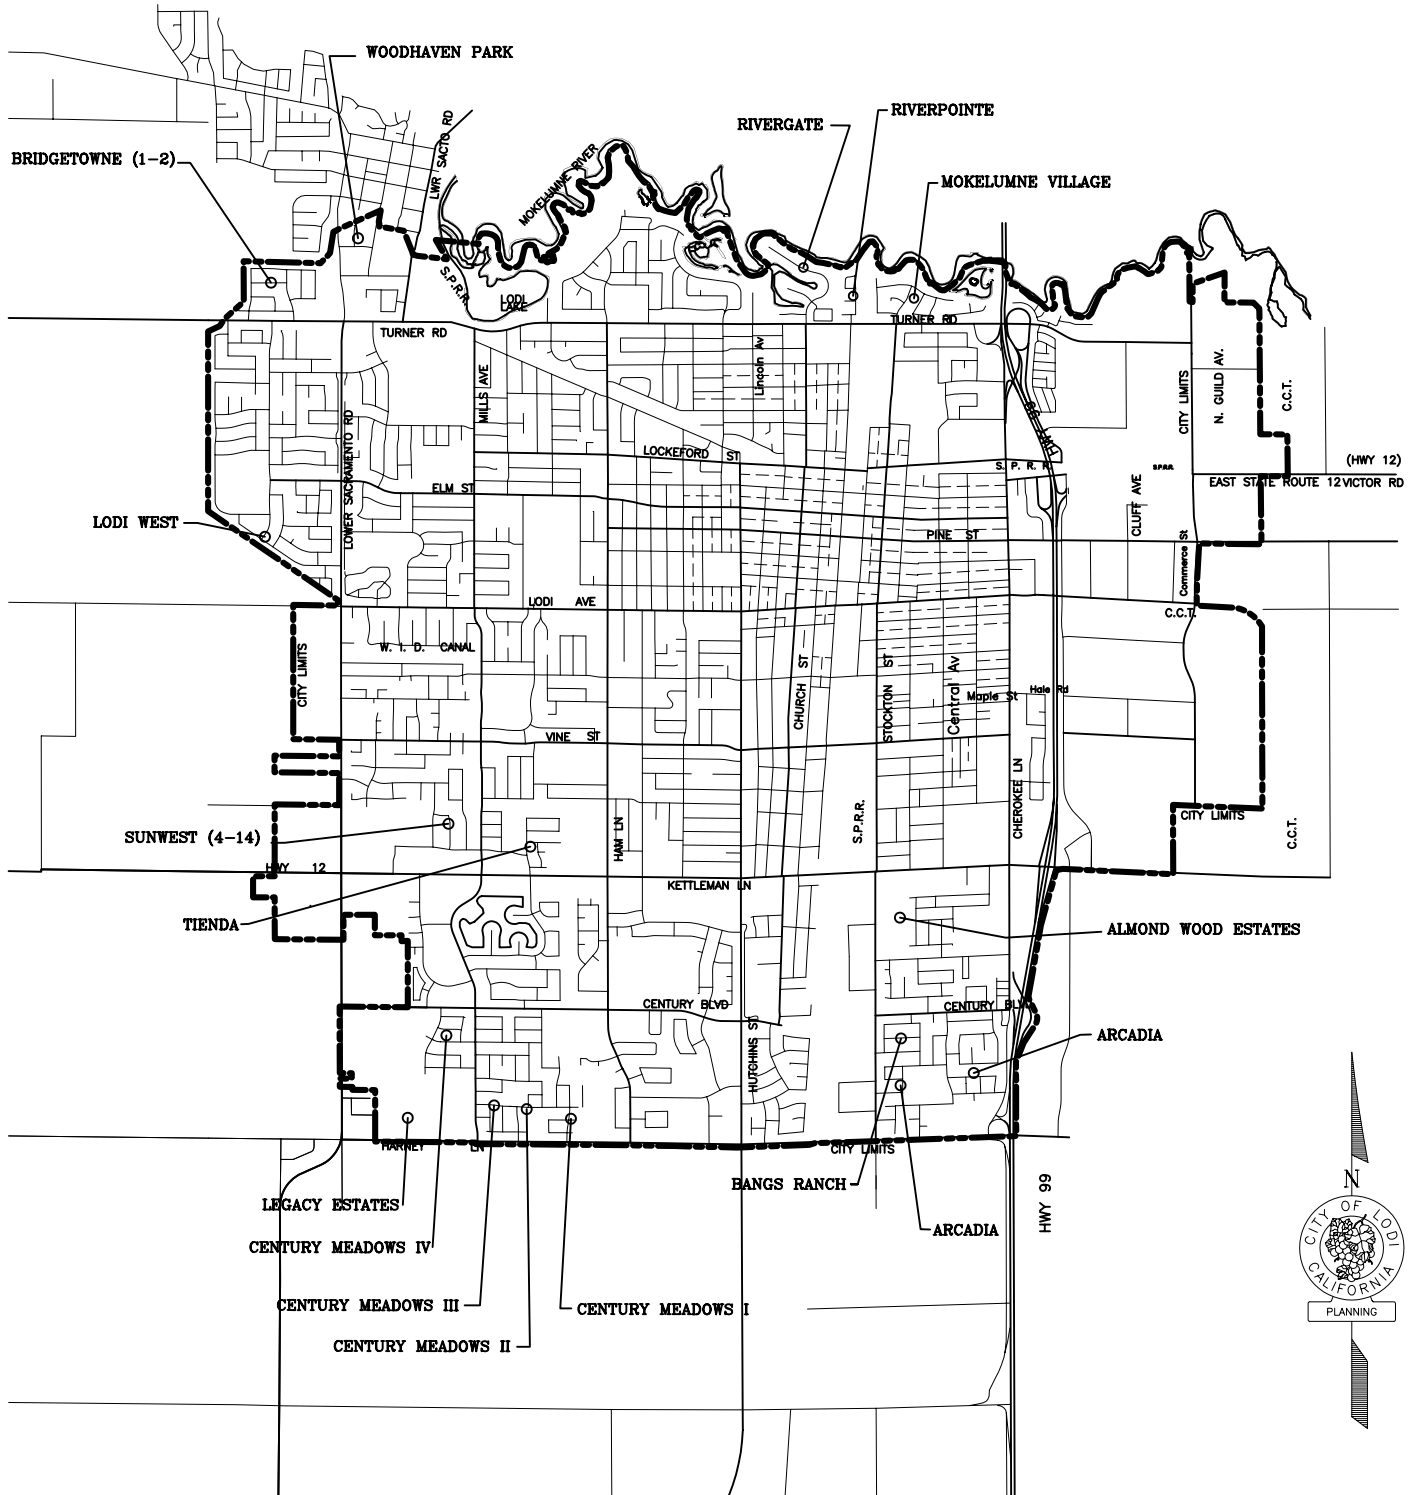 WOODHAVEN PARK
RIVERPOINTE
RIVERGATE
BRIDGETOWNE (1-2)
LWR SACTO RD
MOKELUMNE RIVER
MOKELUMNE VILLAGE
S.P.R.R.
LODI
LAKE
TURNER RD
TURNER RD
Lincoln Av
MILLS AVE
CITY LIMITS
N. GUILD AV.
C.C.T.
HWY 99
LOWER SACRAMENTO RD
LOCKEFORD ST
S. P. R. R.
S.P.R.R.
(HWY 12)
EAST STATE ROUTE 12 VICTOR RD
ELM ST
CLUFF AVE
LODI WEST
PINE ST
Commerce St
LODI AVE
C.C.T.
W. I. D. CANAL
CITY LIMITS
CHURCH ST
STOCKTON ST
Central Av
Maple St
Hale Rd
VINE ST
CHEROKEE LN
SUNWEST (4-14)
HAM LN
S.P.R.R.
CITY LIMITS
C.C.T.
HWY 12
KETTLEMAN LN
TIENDA
ALMOND WOOD ESTATES
CENTURY BLVD
CENTURY BLVD
HUTCHINS ST
ARCADIA
HARNEY LN
CITY LIMITS
BANGS RANCH
LEGACY ESTATES
HWY 99
ARCADIA
CENTURY MEADOWS IV
CENTURY MEADOWS III
CENTURY MEADOWS I
CENTURY MEADOWS II
N
CITY OF LODI
CALIFORNIA
PLANNING